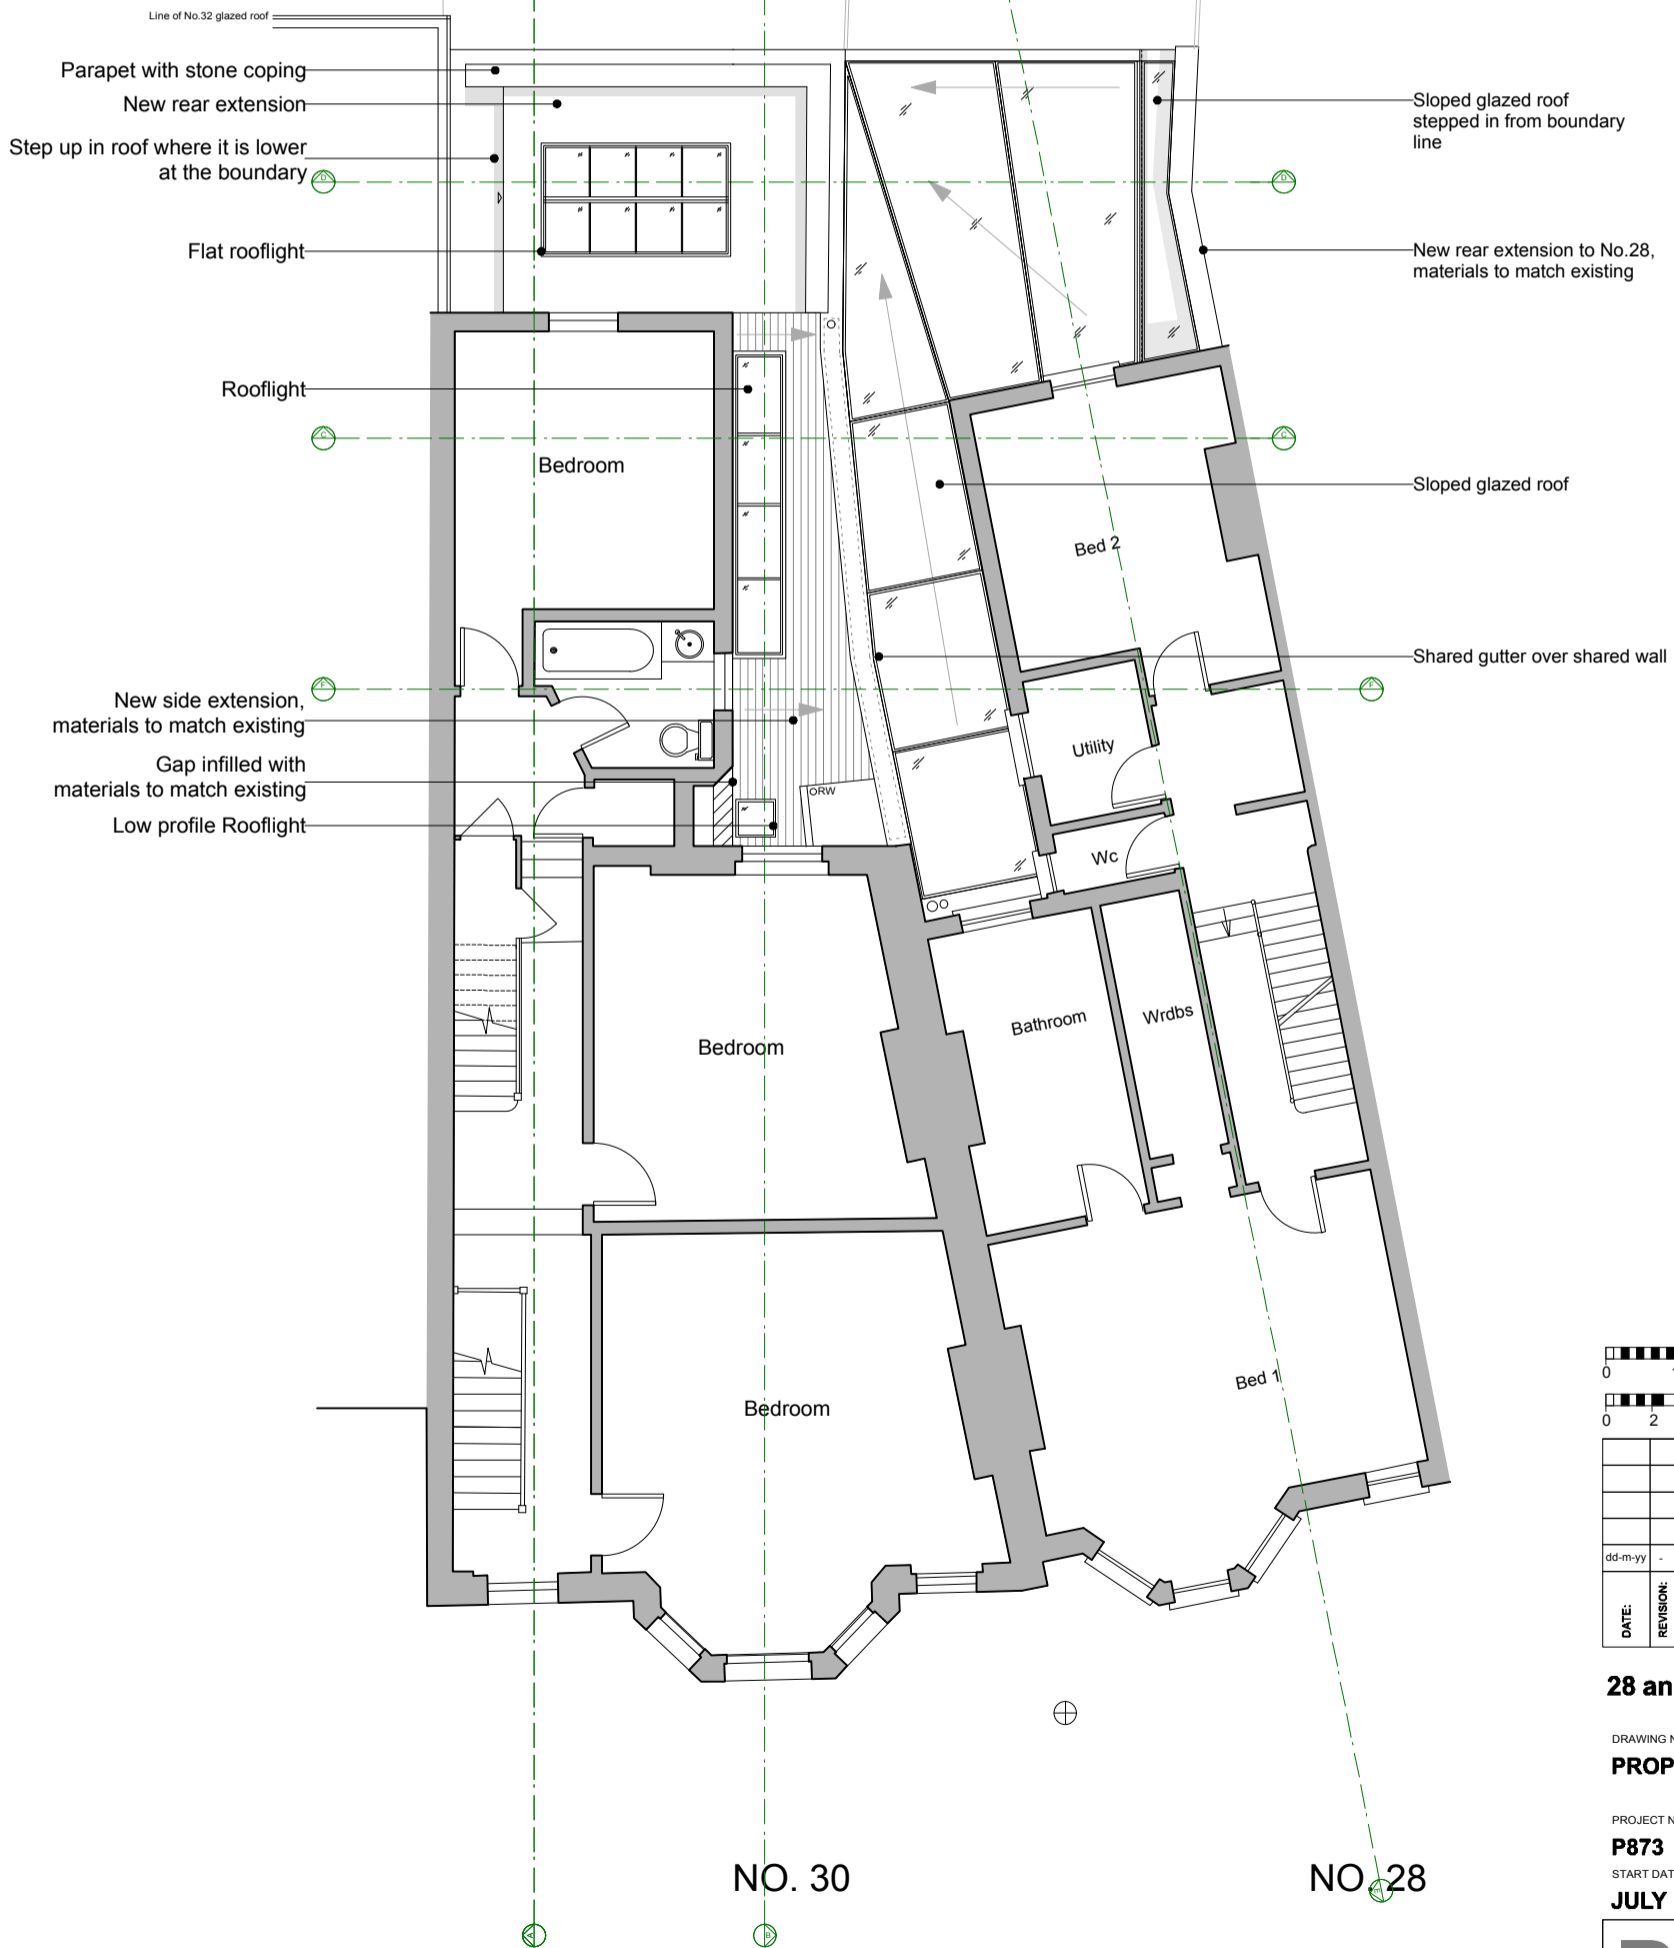 Line of No.32 glazed roof
Parapet with stone coping
New rear extension
Step up in roof where it is lower
at the boundary
Flat rooflight
Rooflight
New side extension,
materials to match existing
Gap infilled with
materials to match existing
Low profile Rooflight
Sloped glazed roof
stepped in from boundary
line
New rear extension to No.28,
materials to match existing
Sloped glazed roof
Shared gutter over shared wall
D
D
C
C
F
F
Bedroom
Bed 2
Utility
ORW
Wc
Bedroom
Bathroom
Wrdbs
Bedroom
Bed 1
NO. 30
NO. 28
A
B
E
0
0 2
dd-m-yy -
DATE:
REVISION:
28 an
DRAWING N
PROP
PROJECT N
P873
START DAT
JULY